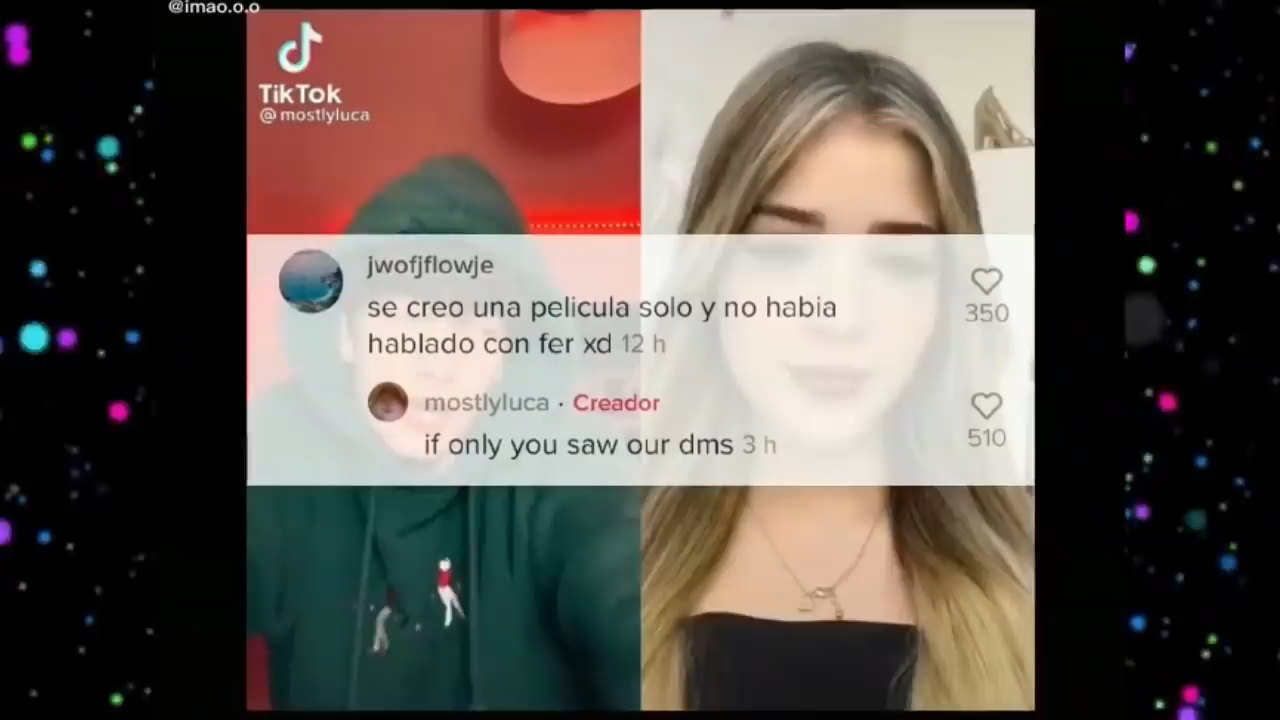 @imao.o.o
TikTok
@mostlyluca
jwofjflowje
se creo una pelicula solo y no habia
hablado con fer xd 12 h
350
mostlyluca · Creador
if only you saw our dms 3 h
510